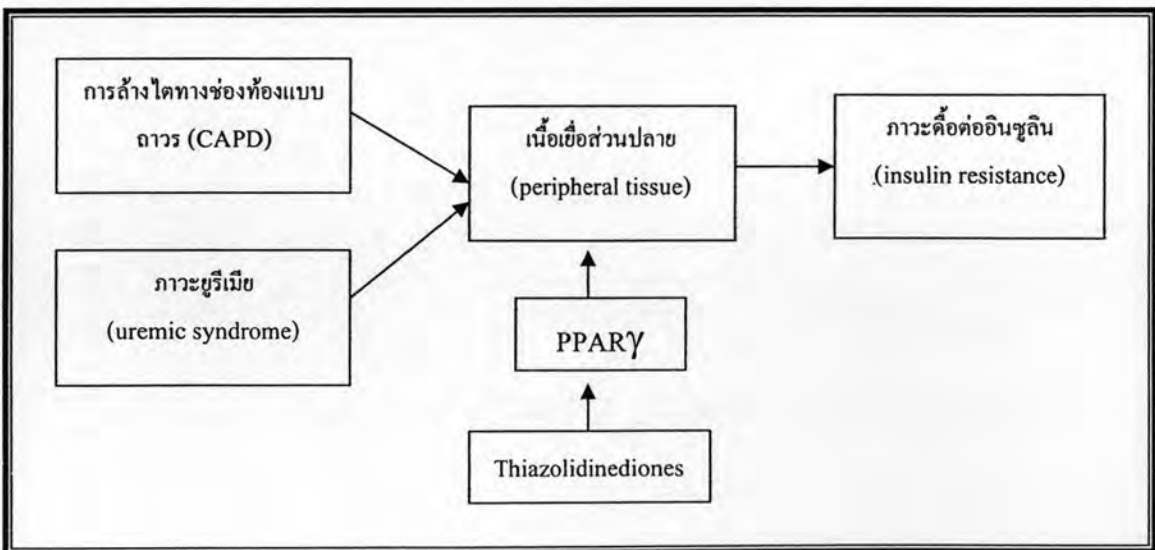 การล้างไตทางช่องท้องแบบ
ถาวร (CAPD)
เนื้อเยื่อส่วนปลาย
(peripheral tissue)
ภาวะดื้อต่ออินซูลิน
(insulin resistance)
ภาวะยูรีเมีย
(uremic syndrome)
PPARγ
Thiazolidinediones